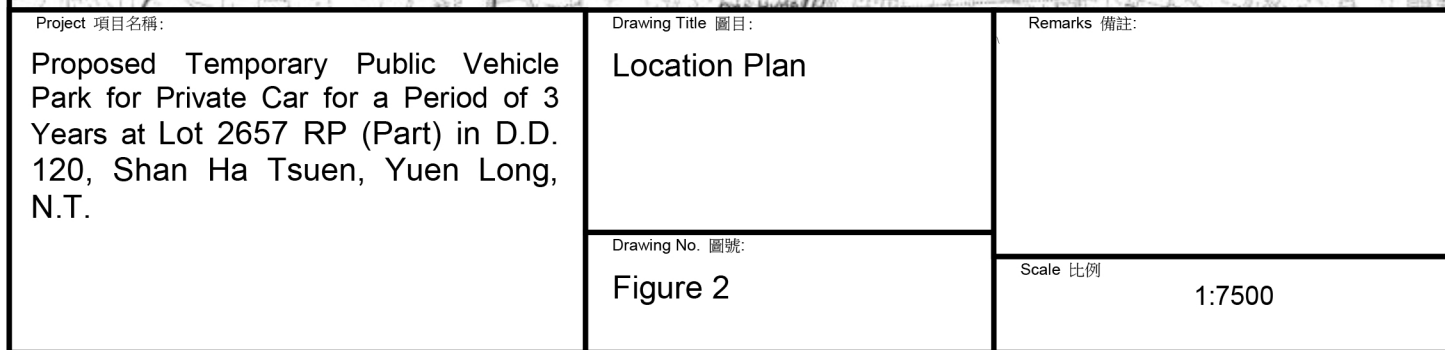 Project 項目名稱:
Proposed Temporary Public Vehicle
Park for Private Car for a Period of 3
Years at Lot 2657 RP (Part) in D.D.
120, Shan Ha Tsuen, Yuen Long,
N.T.
Drawing Title 圖目:
Location Plan
Drawing No. 圖號:
Figure 2
Remarks 備註:
Scale 比例
1:7500